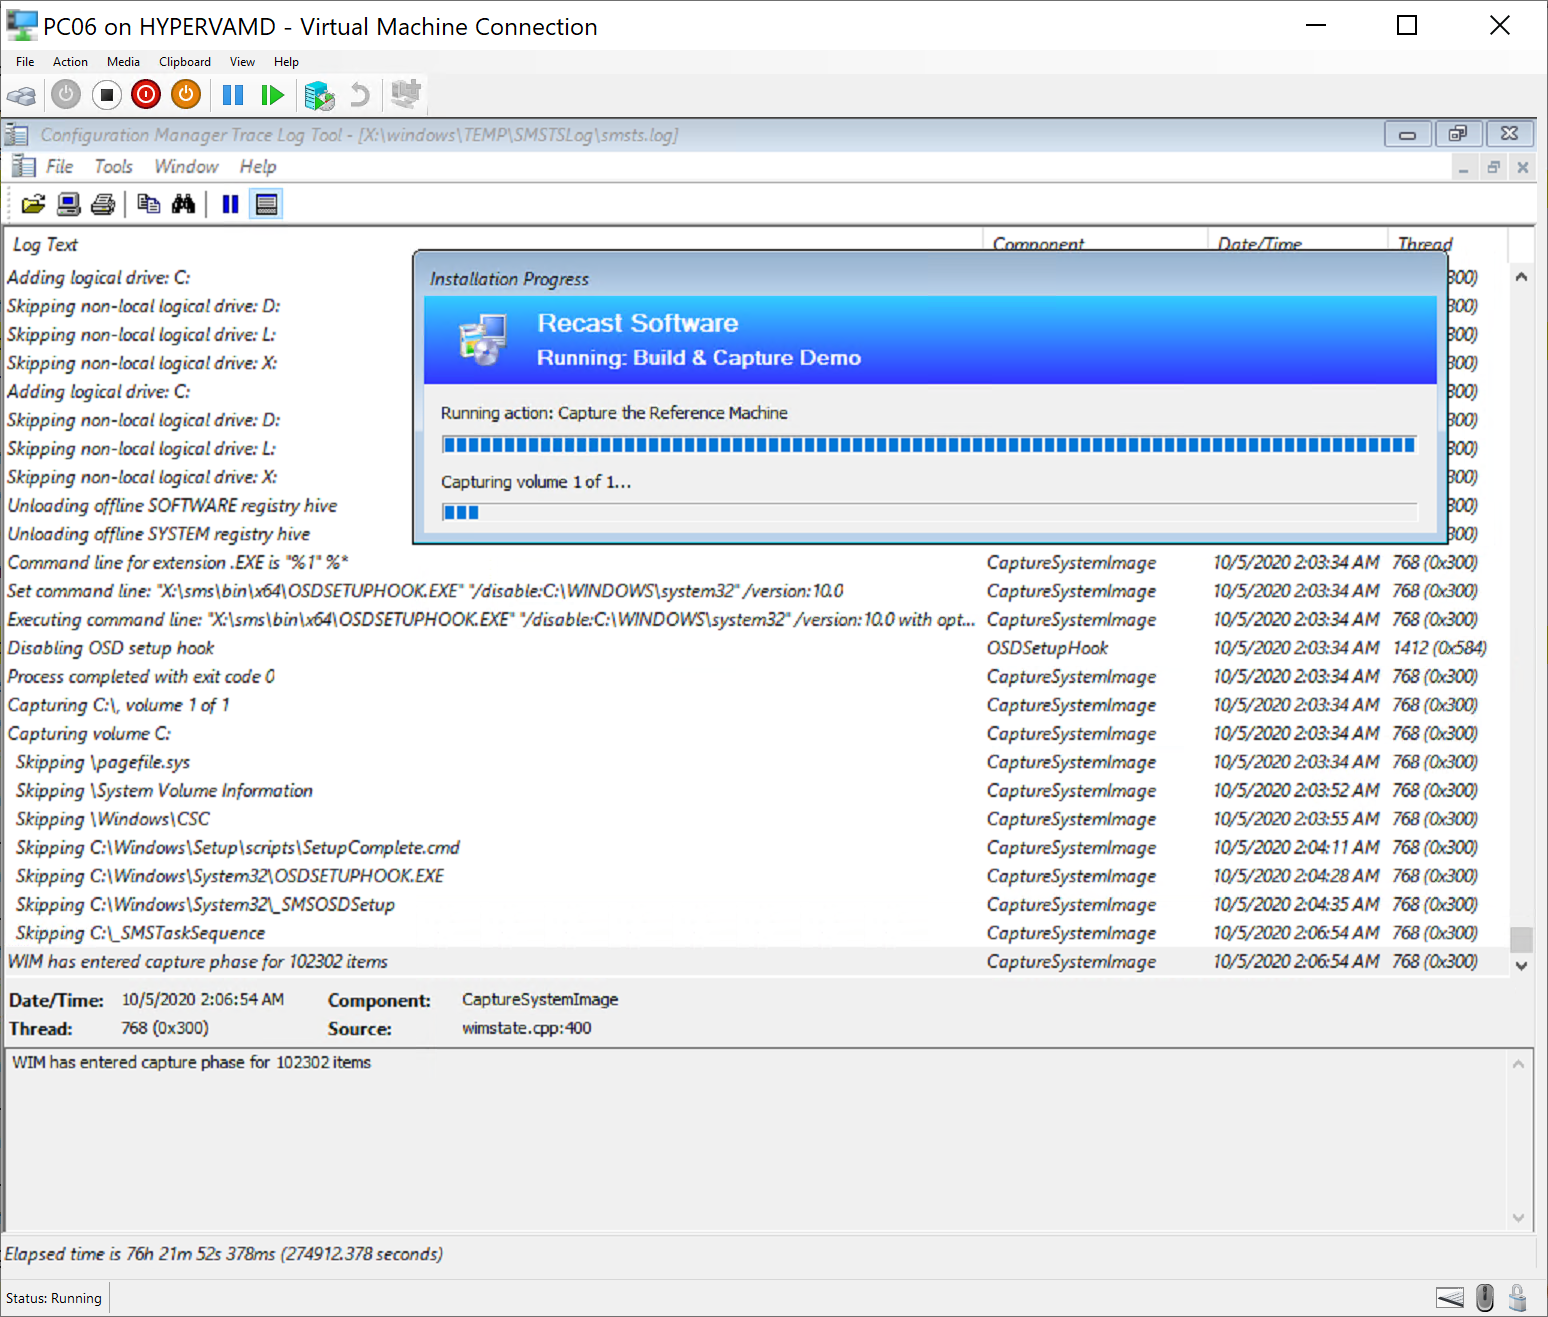 PC06 on HYPERVAMD - Virtual Machine Connection
File Action Media Clipboard View Help
Configuration Manager Trace Log Tool - [X:\windows\TEMP\SMSTSLog\smsts.log]
File Tools Window Help
Log Text Component Date/Time Thread
Adding logical drive: C: 300)
Skipping non-local logical drive: D: 300)
Skipping non-local logical drive: L: 300)
Skipping non-local logical drive: X: 300)
Adding logical drive: C: 300)
Skipping non-local logical drive: D: 300)
Skipping non-local logical drive: L: 300)
Skipping non-local logical drive: X: 300)
Unloading offline SOFTWARE registry hive 300)
Unloading offline SYSTEM registry hive 300)
Installation Progress
Recast Software
Running: Build & Capture Demo
Running action: Capture the Reference Machine
Capturing volume 1 of 1...
Command line for extension .EXE is "%1" %* CaptureSystemImage 10/5/2020 2:03:34 AM 768 (0x300)
Set command line: "X:\sms\bin\x64\OSDSETUPHOOK.EXE" "/disable:C:\WINDOWS\system32" /version:10.0 CaptureSystemImage 10/5/2020 2:03:34 AM 768 (0x300)
Executing command line: "X:\sms\bin\x64\OSDSETUPHOOK.EXE" "/disable:C:\WINDOWS\system32" /version:10.0 with opt... CaptureSystemImage 10/5/2020 2:03:34 AM 768 (0x300)
Disabling OSD setup hook OSDSetupHook 10/5/2020 2:03:34 AM 1412 (0x584)
Process completed with exit code 0 CaptureSystemImage 10/5/2020 2:03:34 AM 768 (0x300)
Capturing C:\, volume 1 of 1 CaptureSystemImage 10/5/2020 2:03:34 AM 768 (0x300)
Capturing volume C: CaptureSystemImage 10/5/2020 2:03:34 AM 768 (0x300)
Skipping \pagefile.sys CaptureSystemImage 10/5/2020 2:03:34 AM 768 (0x300)
Skipping \System Volume Information CaptureSystemImage 10/5/2020 2:03:52 AM 768 (0x300)
Skipping \Windows\CSC CaptureSystemImage 10/5/2020 2:03:55 AM 768 (0x300)
Skipping C:\Windows\Setup\scripts\SetupComplete.cmd CaptureSystemImage 10/5/2020 2:04:11 AM 768 (0x300)
Skipping C:\Windows\System32\OSDSETUPHOOK.EXE CaptureSystemImage 10/5/2020 2:04:28 AM 768 (0x300)
Skipping C:\Windows\System32\_SMSOSDSetup CaptureSystemImage 10/5/2020 2:04:35 AM 768 (0x300)
Skipping C:\_SMSTaskSequence CaptureSystemImage 10/5/2020 2:06:54 AM 768 (0x300)
WIM has entered capture phase for 102302 items CaptureSystemImage 10/5/2020 2:06:54 AM 768 (0x300)
Date/Time: 10/5/2020 2:06:54 AM Component: CaptureSystemImage
Thread: 768 (0x300) Source: wimstate.cpp:400
WIM has entered capture phase for 102302 items
Elapsed time is 76h 21m 52s 378ms (274912.378 seconds)
Status: Running